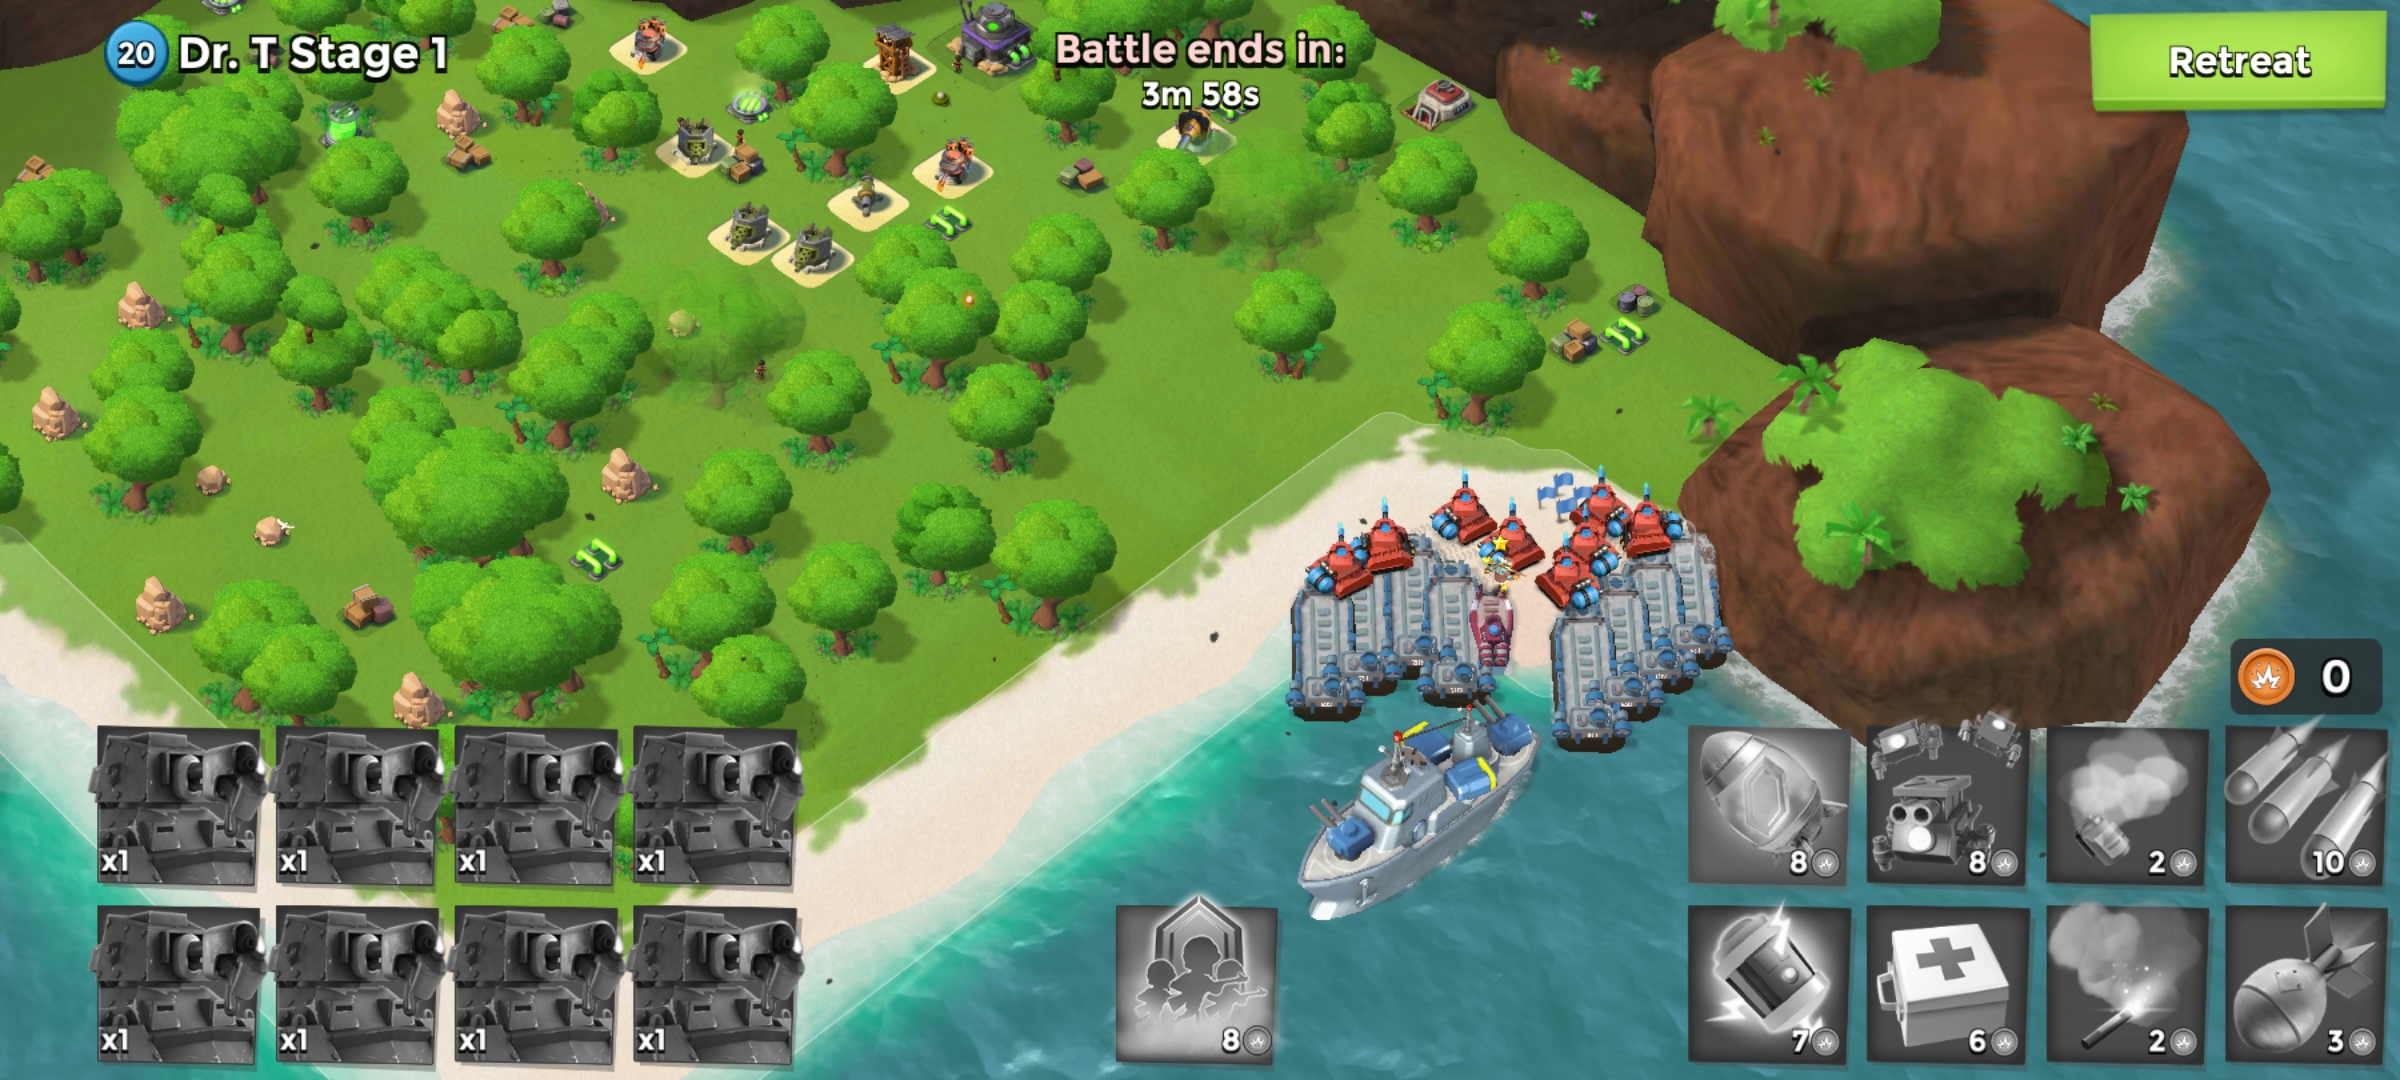 20 Dr. T Stage 1
Battle ends in:
3m 58s
Retreat
0
x1 x1 x1 x1
8 8 2 10
x1 x1 x1 x1
8
7 6 2 3